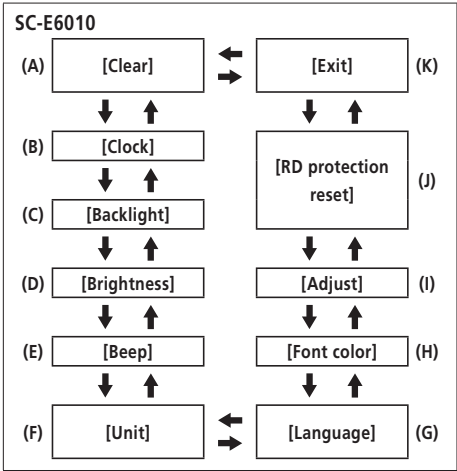 SC-E6010
(A) [Clear] [Exit] (K)
(B) [Clock] [RD protection
reset] (J)
(C) [Backlight]
(D) [Brightness] [Adjust] (I)
(E) [Beep] [Font color] (H)
(F) [Unit] [Language] (G)